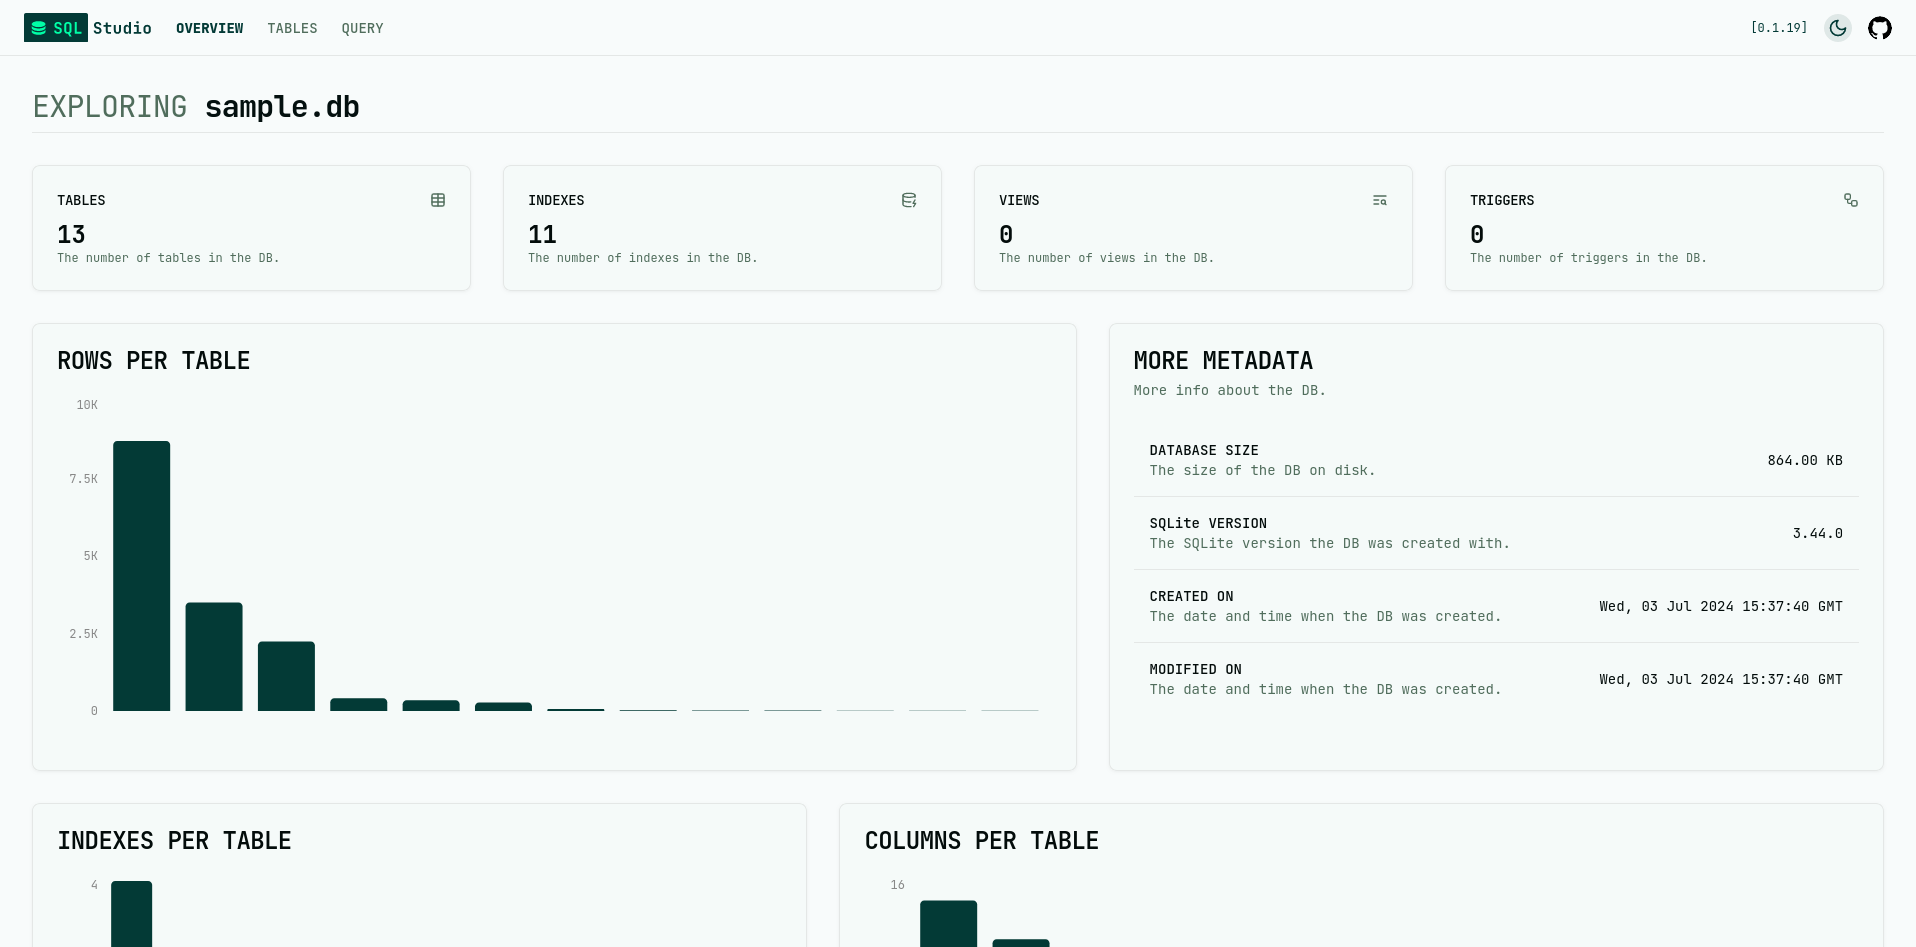 SQL Studio OVERVIEW TABLES QUERY [0.1.19]
EXPLORING sample.db
TABLES
13
The number of tables in the DB.
INDEXES
11
The number of indexes in the DB.
VIEWS
0
The number of views in the DB.
TRIGGERS
0
The number of triggers in the DB.
ROWS PER TABLE
10K
7.5K
5K
2.5K
0
MORE METADATA
More info about the DB.
DATABASE SIZE
The size of the DB on disk.
864.00 KB
SQLite VERSION
The SQLite version the DB was created with.
3.44.0
CREATED ON
The date and time when the DB was created.
Wed, 03 Jul 2024 15:37:40 GMT
MODIFIED ON
The date and time when the DB was created.
Wed, 03 Jul 2024 15:37:40 GMT
INDEXES PER TABLE
4
COLUMNS PER TABLE
16